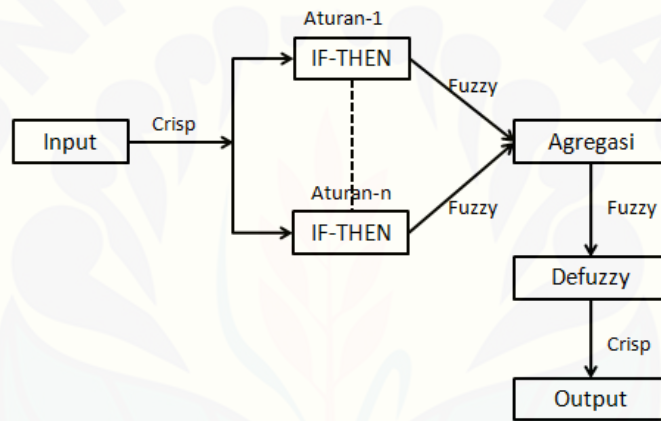 Aturan-1
IF-THEN
Fuzzy
Input
Crisp
Agregasi
Aturan-n
IF-THEN
Fuzzy
Fuzzy
Defuzzy
Crisp
Output